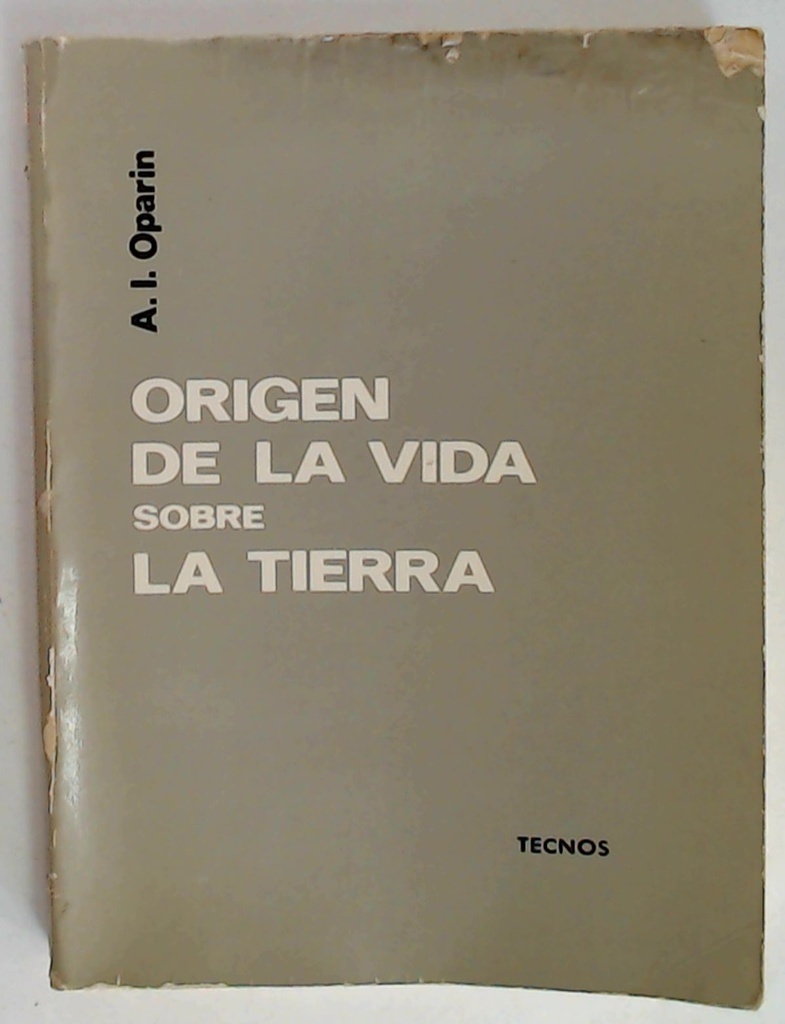 A. I. Oparin
ORIGEN
DE LA VIDA
SOBRE
LA TIERRA
TECNOS